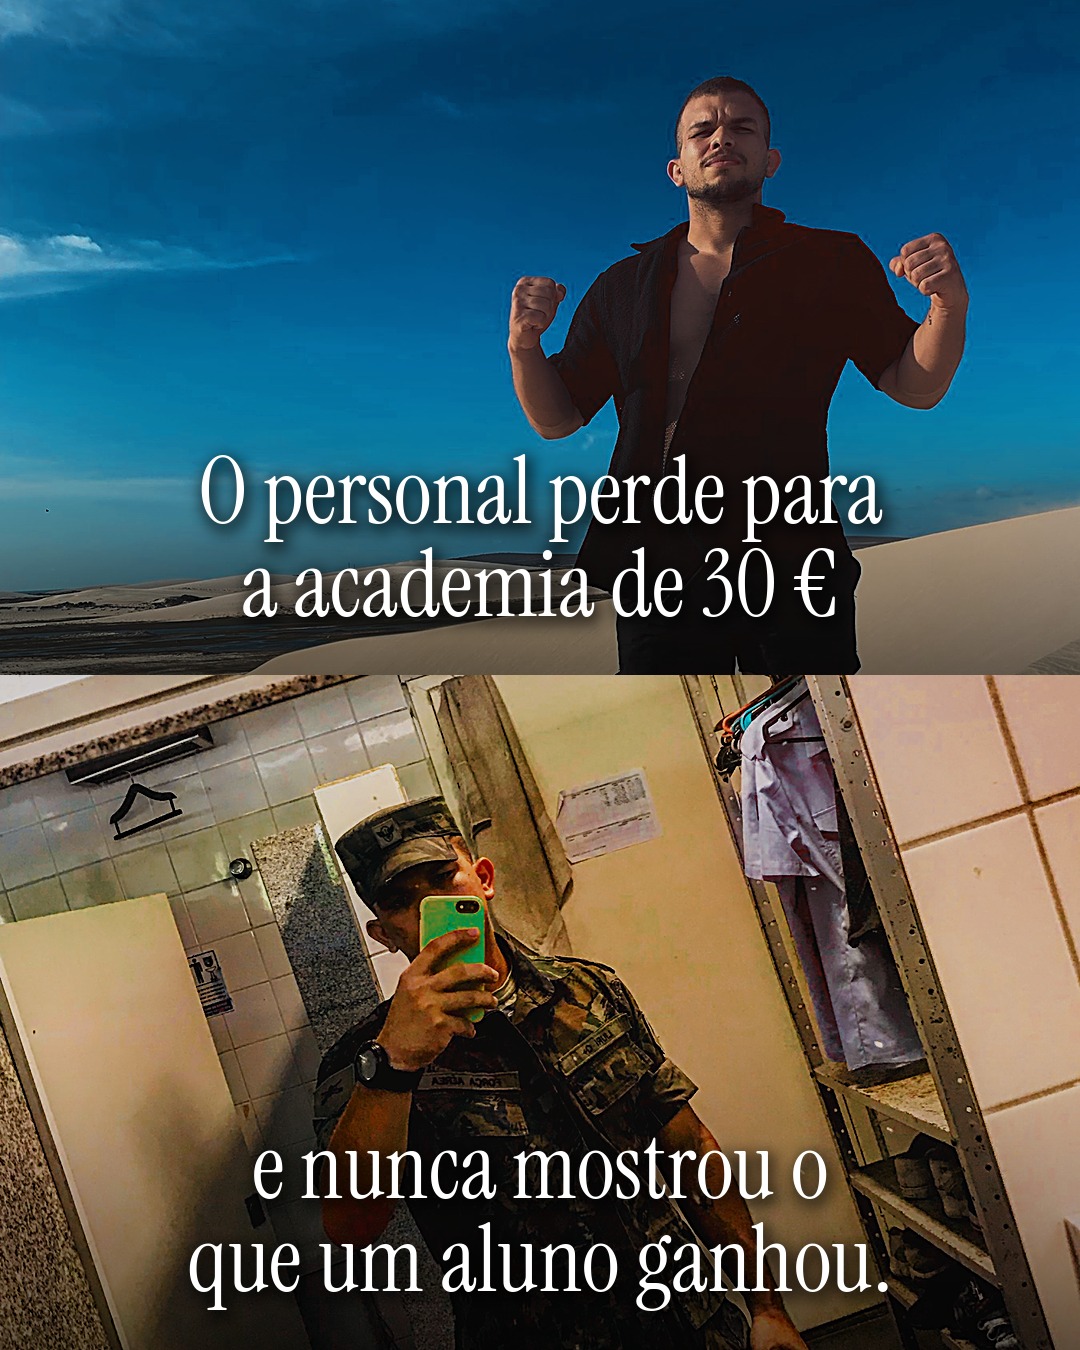 O personal perde para
a academia de 30 €
e nunca mostrou o
que um aluno ganhou.